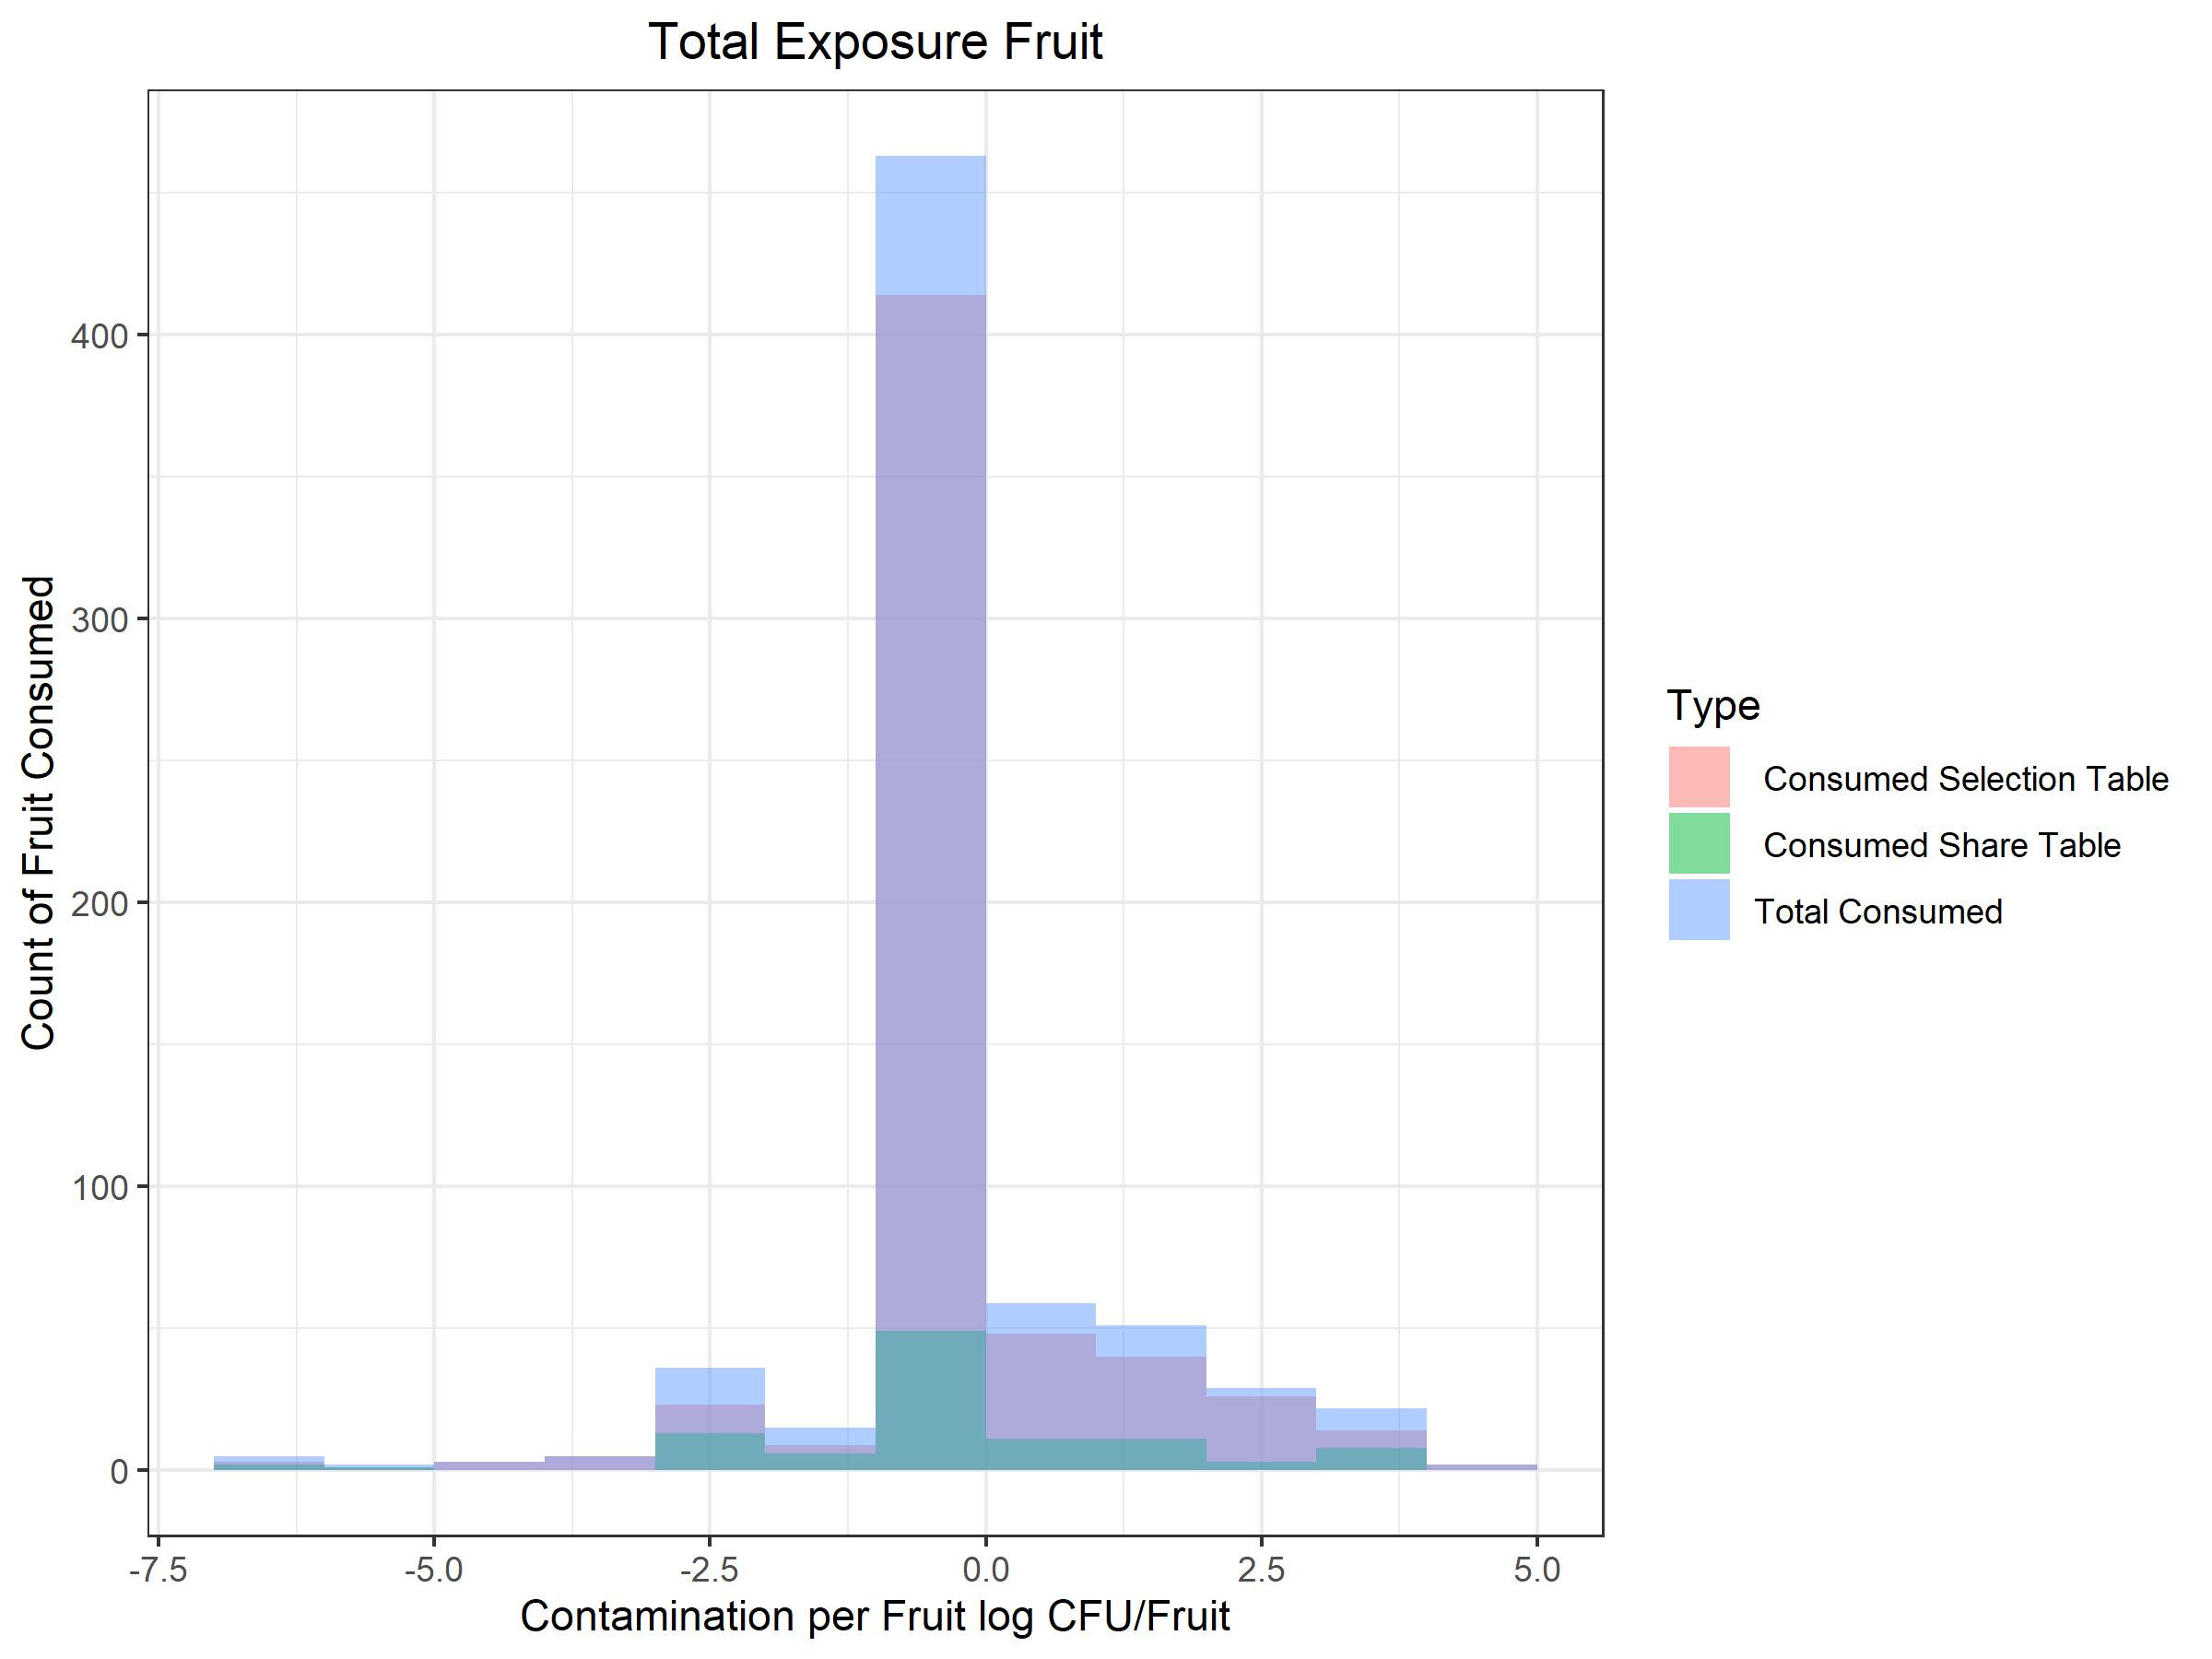 Total Exposure Fruit
Count of Fruit Consumed
400
300
200
100
0
-7.5 -5.0 -2.5 0.0 2.5 5.0
Contamination per Fruit log CFU/Fruit
Type
Consumed Selection Table
Consumed Share Table
Total Consumed